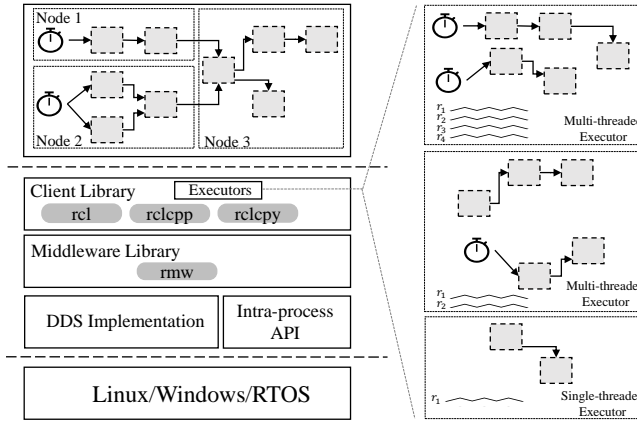 Node 1
Node 2
Node 3
Client Library
Executors
rcl
rclcpp
rclcpy
Middleware Library
rmw
DDS Implementation
Intra-process
API
Linux/Windows/RTOS
r1
r2
r3
r4
Multi-threaded
Executor
r1
r2
Multi-threaded
Executor
r1
Single-threaded
Executor